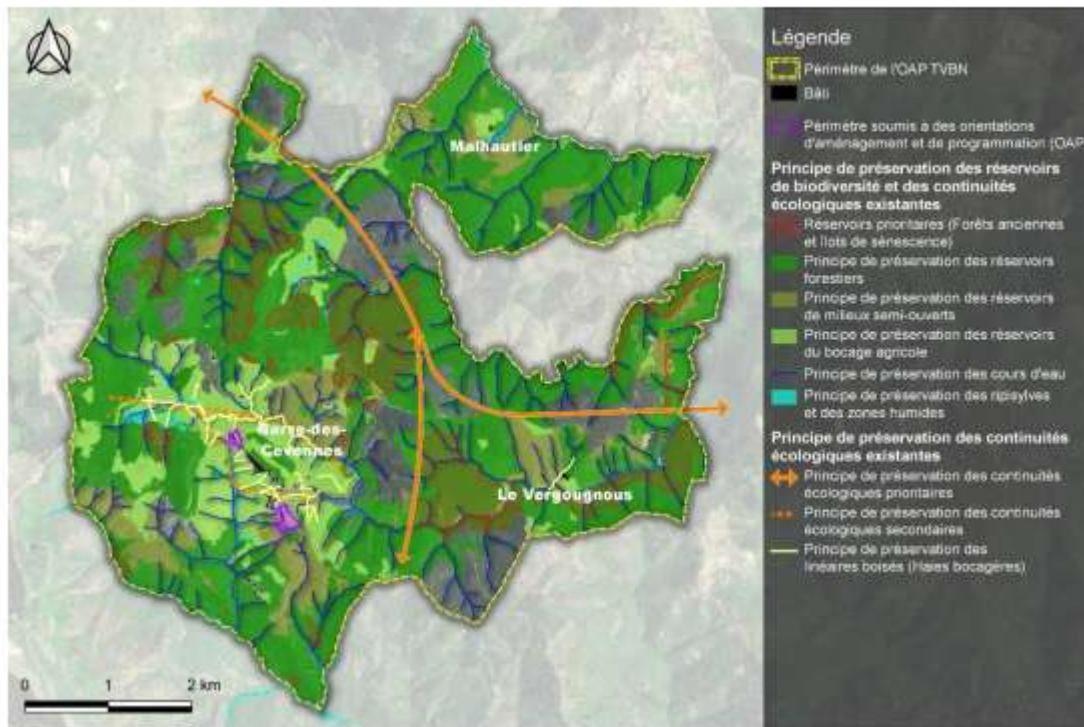 Malhautier
Barre-des-
Cévennes
Le Vergougnous
0 1 2 km
Légende
Périmètre de l'OAP TVBN
Bâti
Périmètre soumis à des orientations
d'aménagement et de programmation (OAP
Principe de préservation des réservoirs
de biodiversité et des continuités
écologiques existantes
Réservoirs prioritaires (Forêts anciennes
et îlots de sénescence)
Principe de préservation des réservoirs
forestiers
Principe de préservation des réservoirs
de milieux semi-ouverts
Principe de préservation des réservoirs
du bocage agricole
Principe de préservation des cours d'eau
Principe de préservation des ripisylves
et des zones humides
Principe de préservation des continuités
écologiques existantes
Principe de préservation des continuités
écologiques prioritaires
Principe de préservation des continuités
écologiques secondaires
Principe de préservation des
linéaires boisés (Haies bocagères)